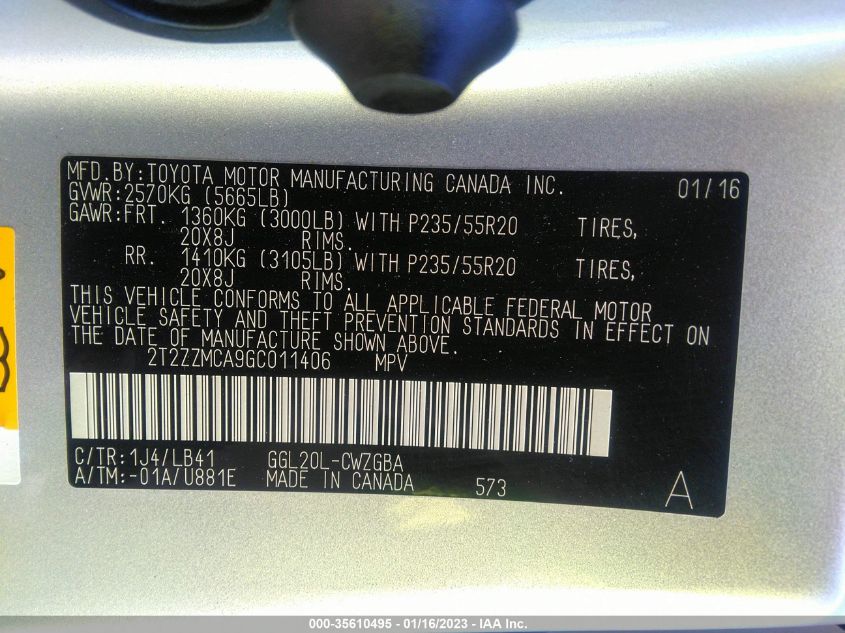 MFD.BY:TOYOTA MOTOR MANUFACTURING CANADA INC. 01/16
GVWR:2570KG (5665LB)
GAWR:FRT. 1360KG (3000LB) WITH P235/55R20 TIRES,
20X8J RIMS.
RR. 1410KG (3105LB) WITH P235/55R20 TIRES,
20X8J RIMS.
THIS VEHICLE CONFORMS TO ALL APPLICABLE FEDERAL MOTOR
VEHICLE SAFETY AND THEFT PREVENTION STANDARDS IN EFFECT ON
THE DATE OF MANUFACTURE SHOWN ABOVE.
2T2ZZMCA9GC011406 MPV
C/TR:1J4/LB41 GGL20L-CWZGBA
A/TM:-01A/U881E MADE IN CANADA 573 A
000-35610495 - 01/16/2023 - IAA Inc.